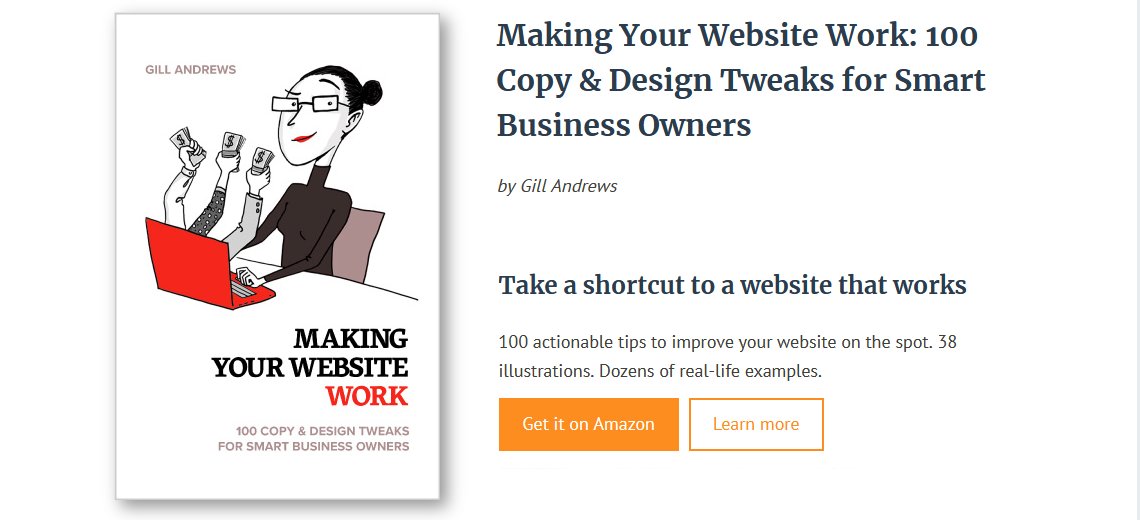 GILL ANDREWS
MAKING
YOUR WEBSITE
WORK
100 COPY & DESIGN TWEAKS
FOR SMART BUSINESS OWNERS
Making Your Website Work: 100
Copy & Design Tweaks for Smart
Business Owners
by Gill Andrews
Take a shortcut to a website that works
100 actionable tips to improve your website on the spot. 38
illustrations. Dozens of real-life examples.
Get it on Amazon
Learn more